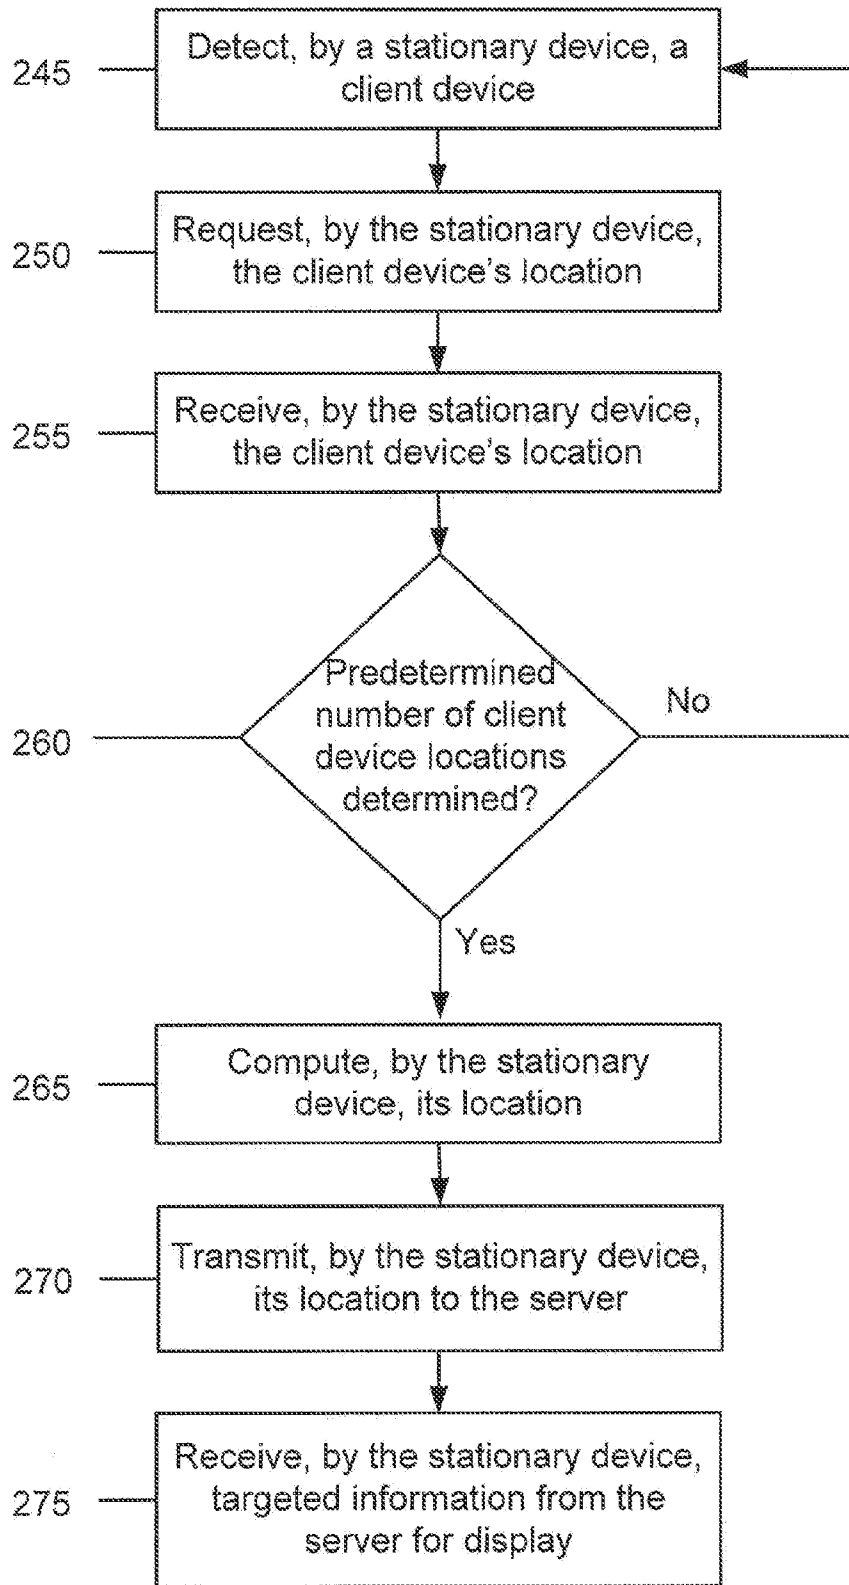 245
Detect, by a stationary device, a
client device
250
Request, by the stationary device,
the client device's location
255
Receive, by the stationary device,
the client device's location
260
Predetermined
number of client
device locations
determined?
No
Yes
265
Compute, by the stationary
device, its location
270
Transmit, by the stationary device,
its location to the server
275
Receive, by the stationary device,
targeted information from the
server for display